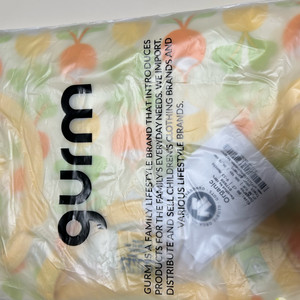 gurm
GURM IS A FAMILY LIFESTYLE BRAND THAT INTRODUCES
PRODUCTS FOR THE FAMILY'S EVERYDAY NEEDS. WE IMPORT,
DISTRIBUTE AND SELL CHILDREN'S CLOTHING BRANDS AND
VARIOUS LIFESTYLE BRANDS.
Organic